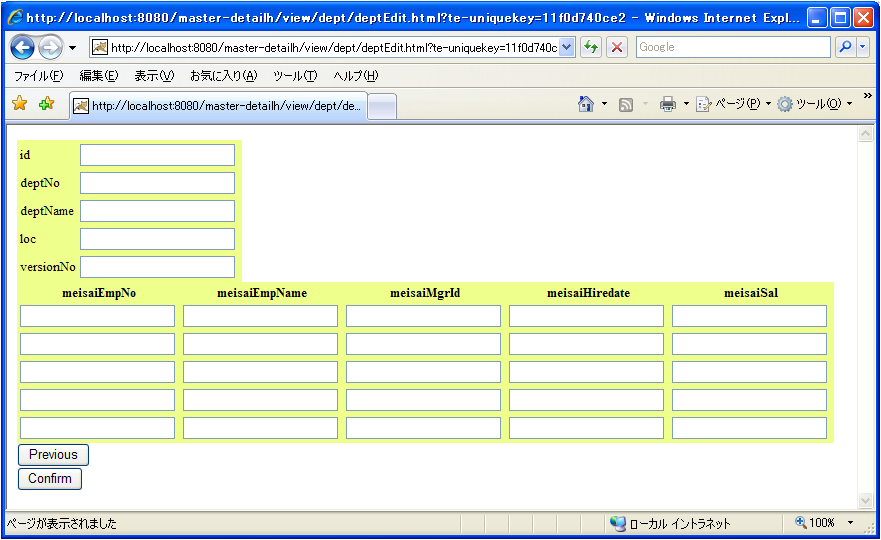 http://localhost:8080/master-detailh/view/dept/deptEdit.html?te-uniquekey=11f0d740ce2 - Windows Internet Expl...
http://localhost:8080/master-detailh/view/dept/deptEdit.html?te-uniquekey=11f0d740c
Google
ファイル(F) 編集(E) 表示(V) お気に入り(A) ツール(T) ヘルプ(H)
http://localhost:8080/master-detailh/view/dept/de... ページ(P) ツール(O) »
id
deptNo
deptName
loc
versionNo
meisaiEmpNo meisaiEmpName meisaiMgrId meisaiHiredate meisaiSal
Previous
Confirm
ページが表示されました ローカル イントラネット 100%